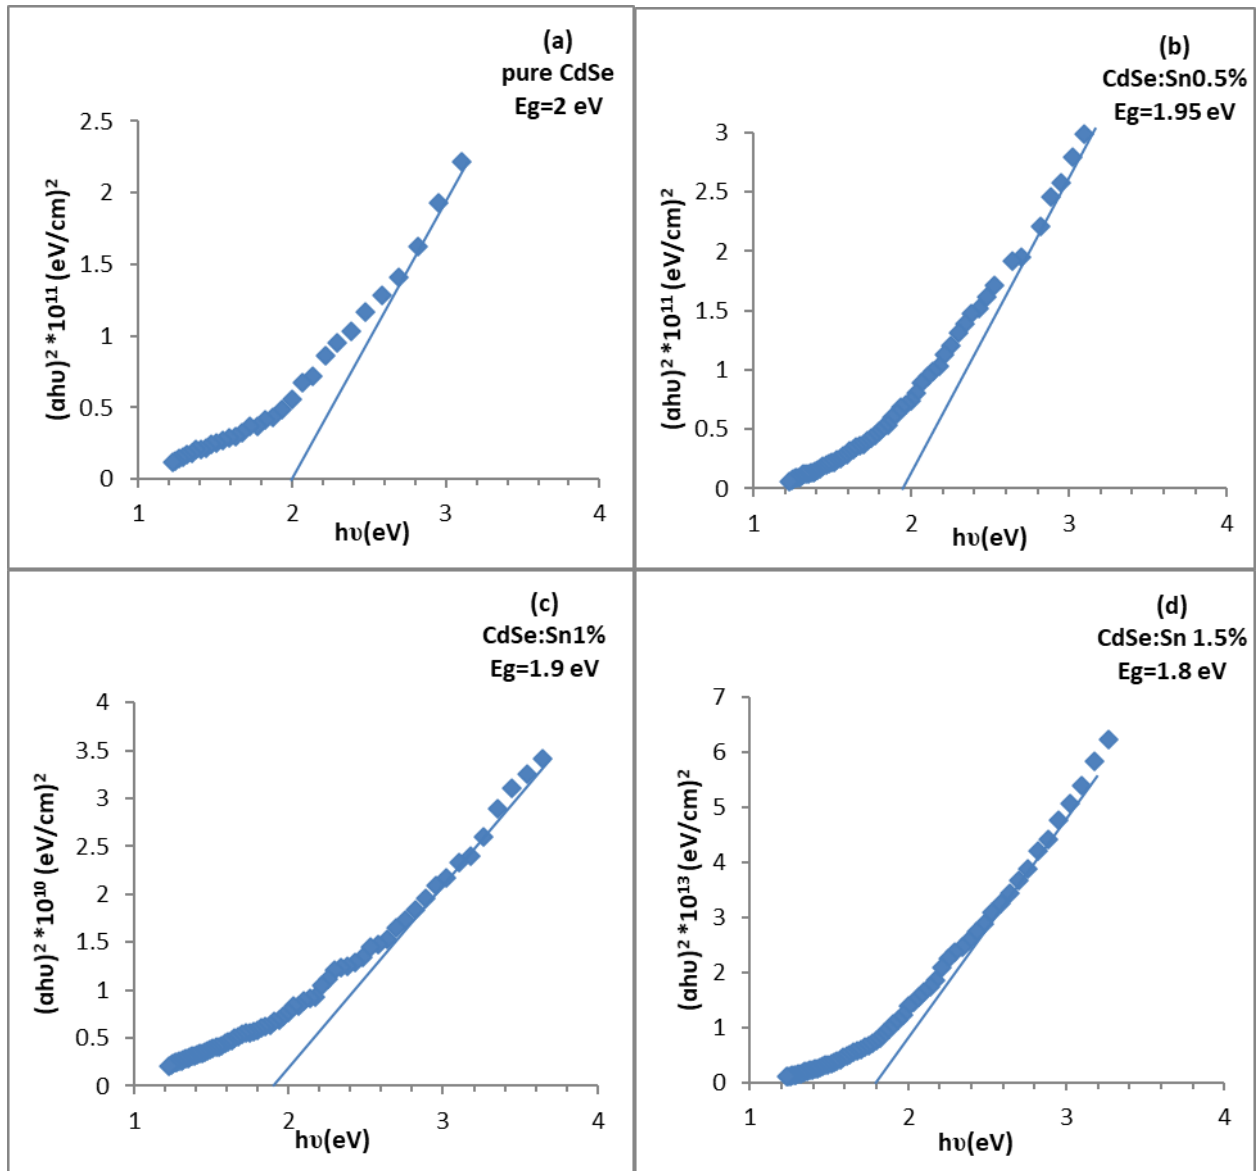 (a)
pure CdSe
Eg=2 eV
2.5
2
1.5
1
0.5
0
1
2
3
4
(αhυ)² *10¹¹ (eV/cm)²
hυ(eV)
(b)
CdSe:Sn0.5%
Eg=1.95 eV
3
2.5
2
1.5
1
0.5
0
1
2
3
4
(αhυ)² *10¹¹ (eV/cm)²
hυ(eV)
(c)
CdSe:Sn1%
Eg=1.9 eV
4
3.5
3
2.5
2
1.5
1
0.5
0
1
2
3
4
(αhυ)² *10¹⁰ (eV/cm)²
hυ(eV)
(d)
CdSe:Sn 1.5%
Eg=1.8 eV
7
6
5
4
3
2
1
0
1
2
3
4
(αhυ)² *10¹³ (eV/cm)²
hυ(eV)